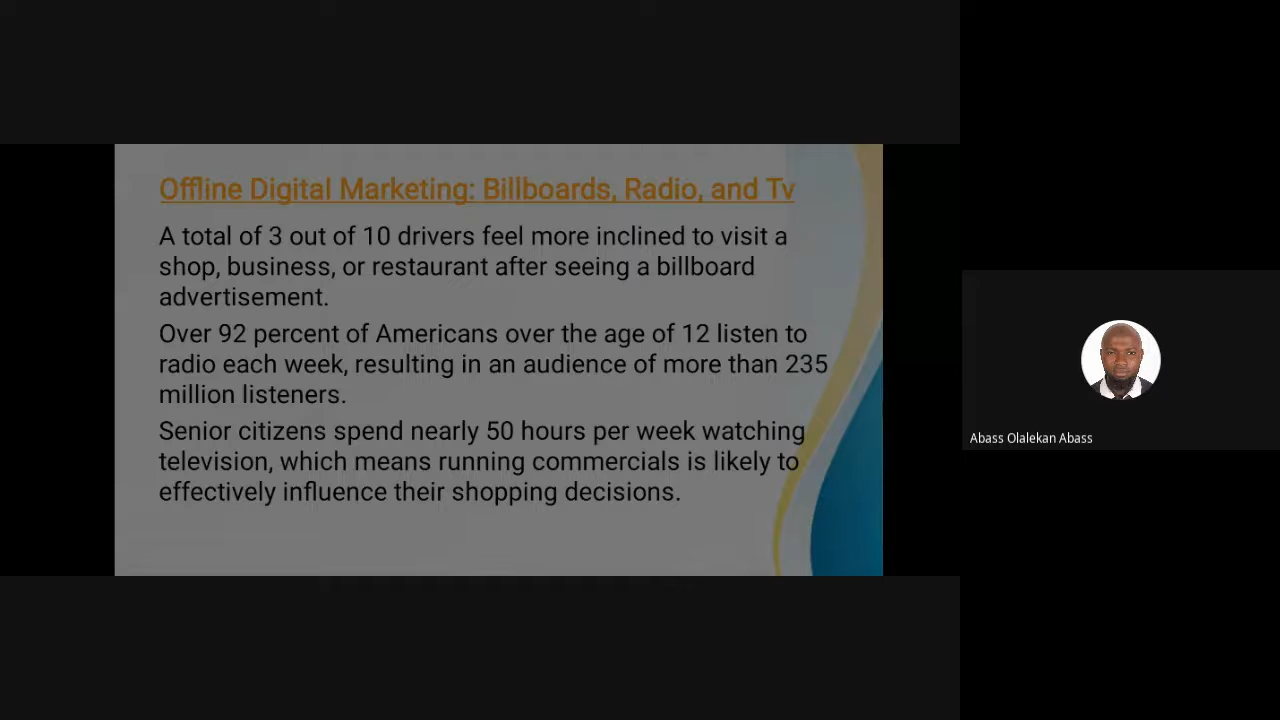 Offline Digital Marketing: Billboards, Radio, and Tv
A total of 3 out of 10 drivers feel more inclined to visit a
shop, business, or restaurant after seeing a billboard
advertisement.
Over 92 percent of Americans over the age of 12 listen to
radio each week, resulting in an audience of more than 235
million listeners.
Senior citizens spend nearly 50 hours per week watching
television, which means running commercials is likely to
effectively influence their shopping decisions.
Abass Olalekan Abass